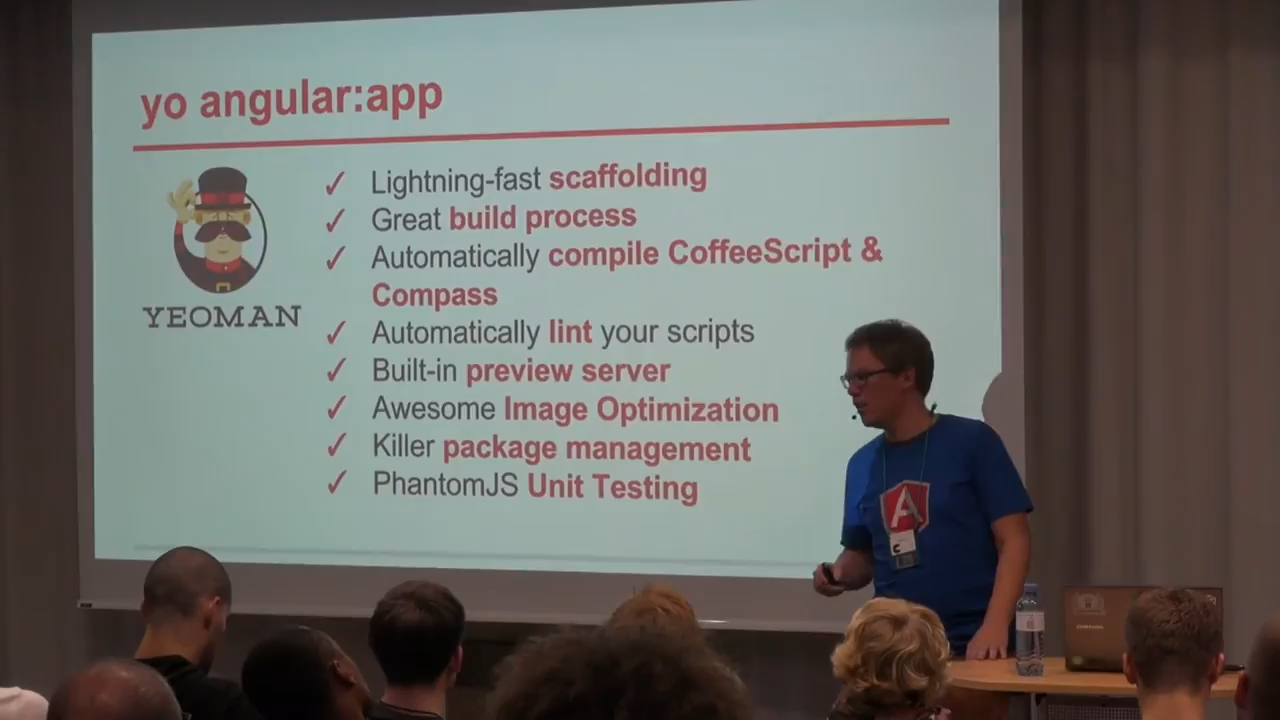 yo angular:app
✓ Lightning-fast scaffolding
✓ Great build process
✓ Automatically compile CoffeeScript &
Compass
✓ Automatically lint your scripts
✓ Built-in preview server
✓ Awesome Image Optimization
✓ Killer package management
✓ PhantomJS Unit Testing
YEOMAN
A
SAMSUNG